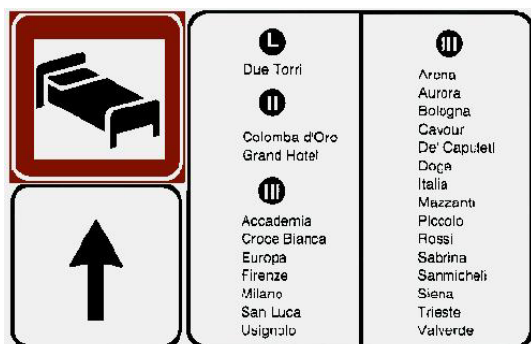 L
Due Torri
II
Colomba d'Oro
Grand Hotel
III
Accademia
Croce Bianca
Europa
Firenze
Milano
San Luca
Usignolo
III
Arena
Aurora
Bologna
Cavour
De' Capuleti
Doge
Italia
Mazzanti
Piccolo
Rossi
Sabrina
Sanmicheli
Siena
Trieste
Valverde